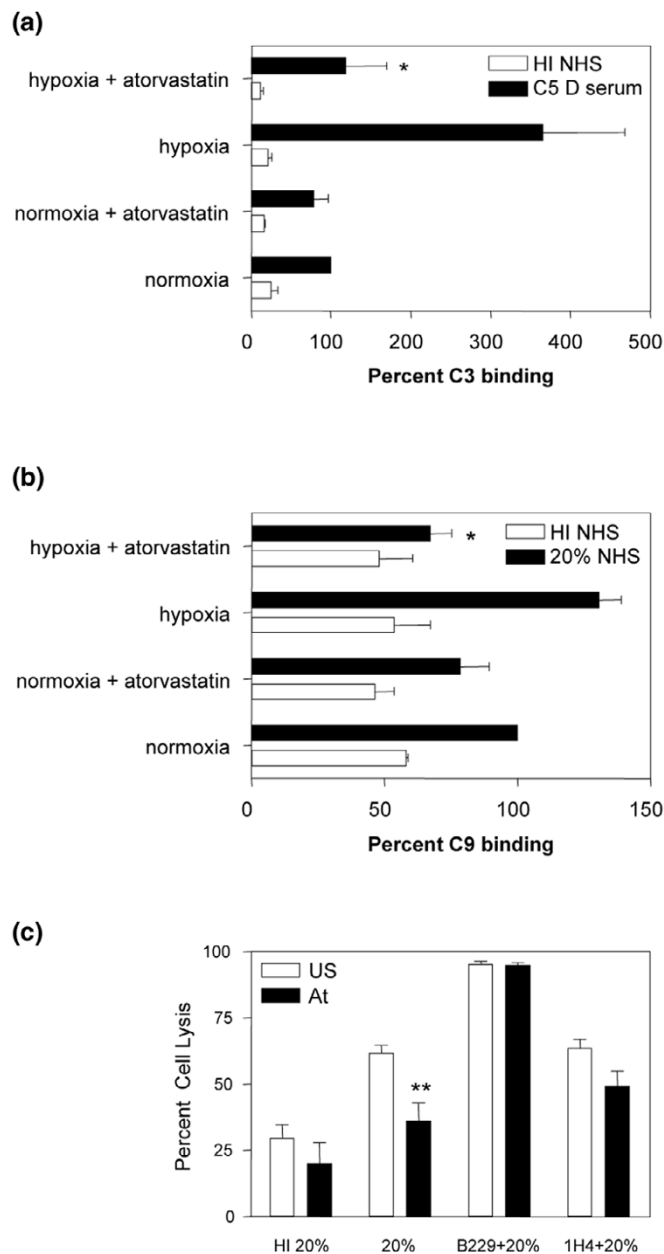 (a)
HI NHS
C5 D serum
hypoxia + atorvastatin
*
hypoxia
normoxia + atorvastatin
normoxia
0 100 200 300 400 500
Percent C3 binding
(b)
HI NHS
20% NHS
hypoxia + atorvastatin
*
hypoxia
normoxia + atorvastatin
normoxia
0 50 100 150
Percent C9 binding
(c)
US
At
Percent Cell Lysis
100
75
50
25
0
**
HI 20% 20% B229+20% 1H4+20%